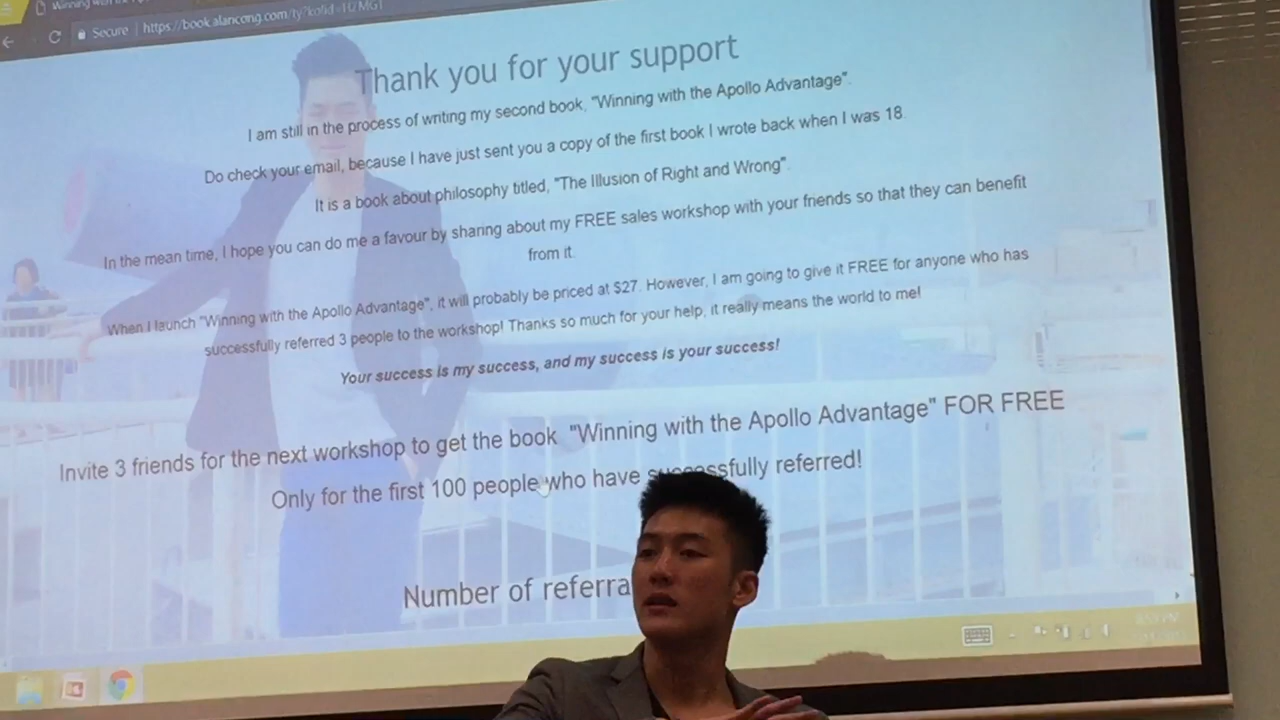 Winning with the
Secure | https://book.alancong.com/ty?kolid=H2MGT
Thank you for your support
I am still in the process of writing my second book, "Winning with the Apollo Advantage".
Do check your email, because I have just sent you a copy of the first book I wrote back when I was 18.
It is a book about philosophy titled, "The Illusion of Right and Wrong".
In the mean time, I hope you can do me a favour by sharing about my FREE sales workshop with your friends so that they can benefit
from it.
When I launch "Winning with the Apollo Advantage", it will probably be priced at $27. However, I am going to give it FREE for anyone who has
successfully referred 3 people to the workshop! Thanks so much for your help, it really means the world to me!
Your success is my success, and my success is your success!
Invite 3 friends for the next workshop to get the book "Winning with the Apollo Advantage" FOR FREE
Only for the first 100 people who have successfully referred!
Number of referra